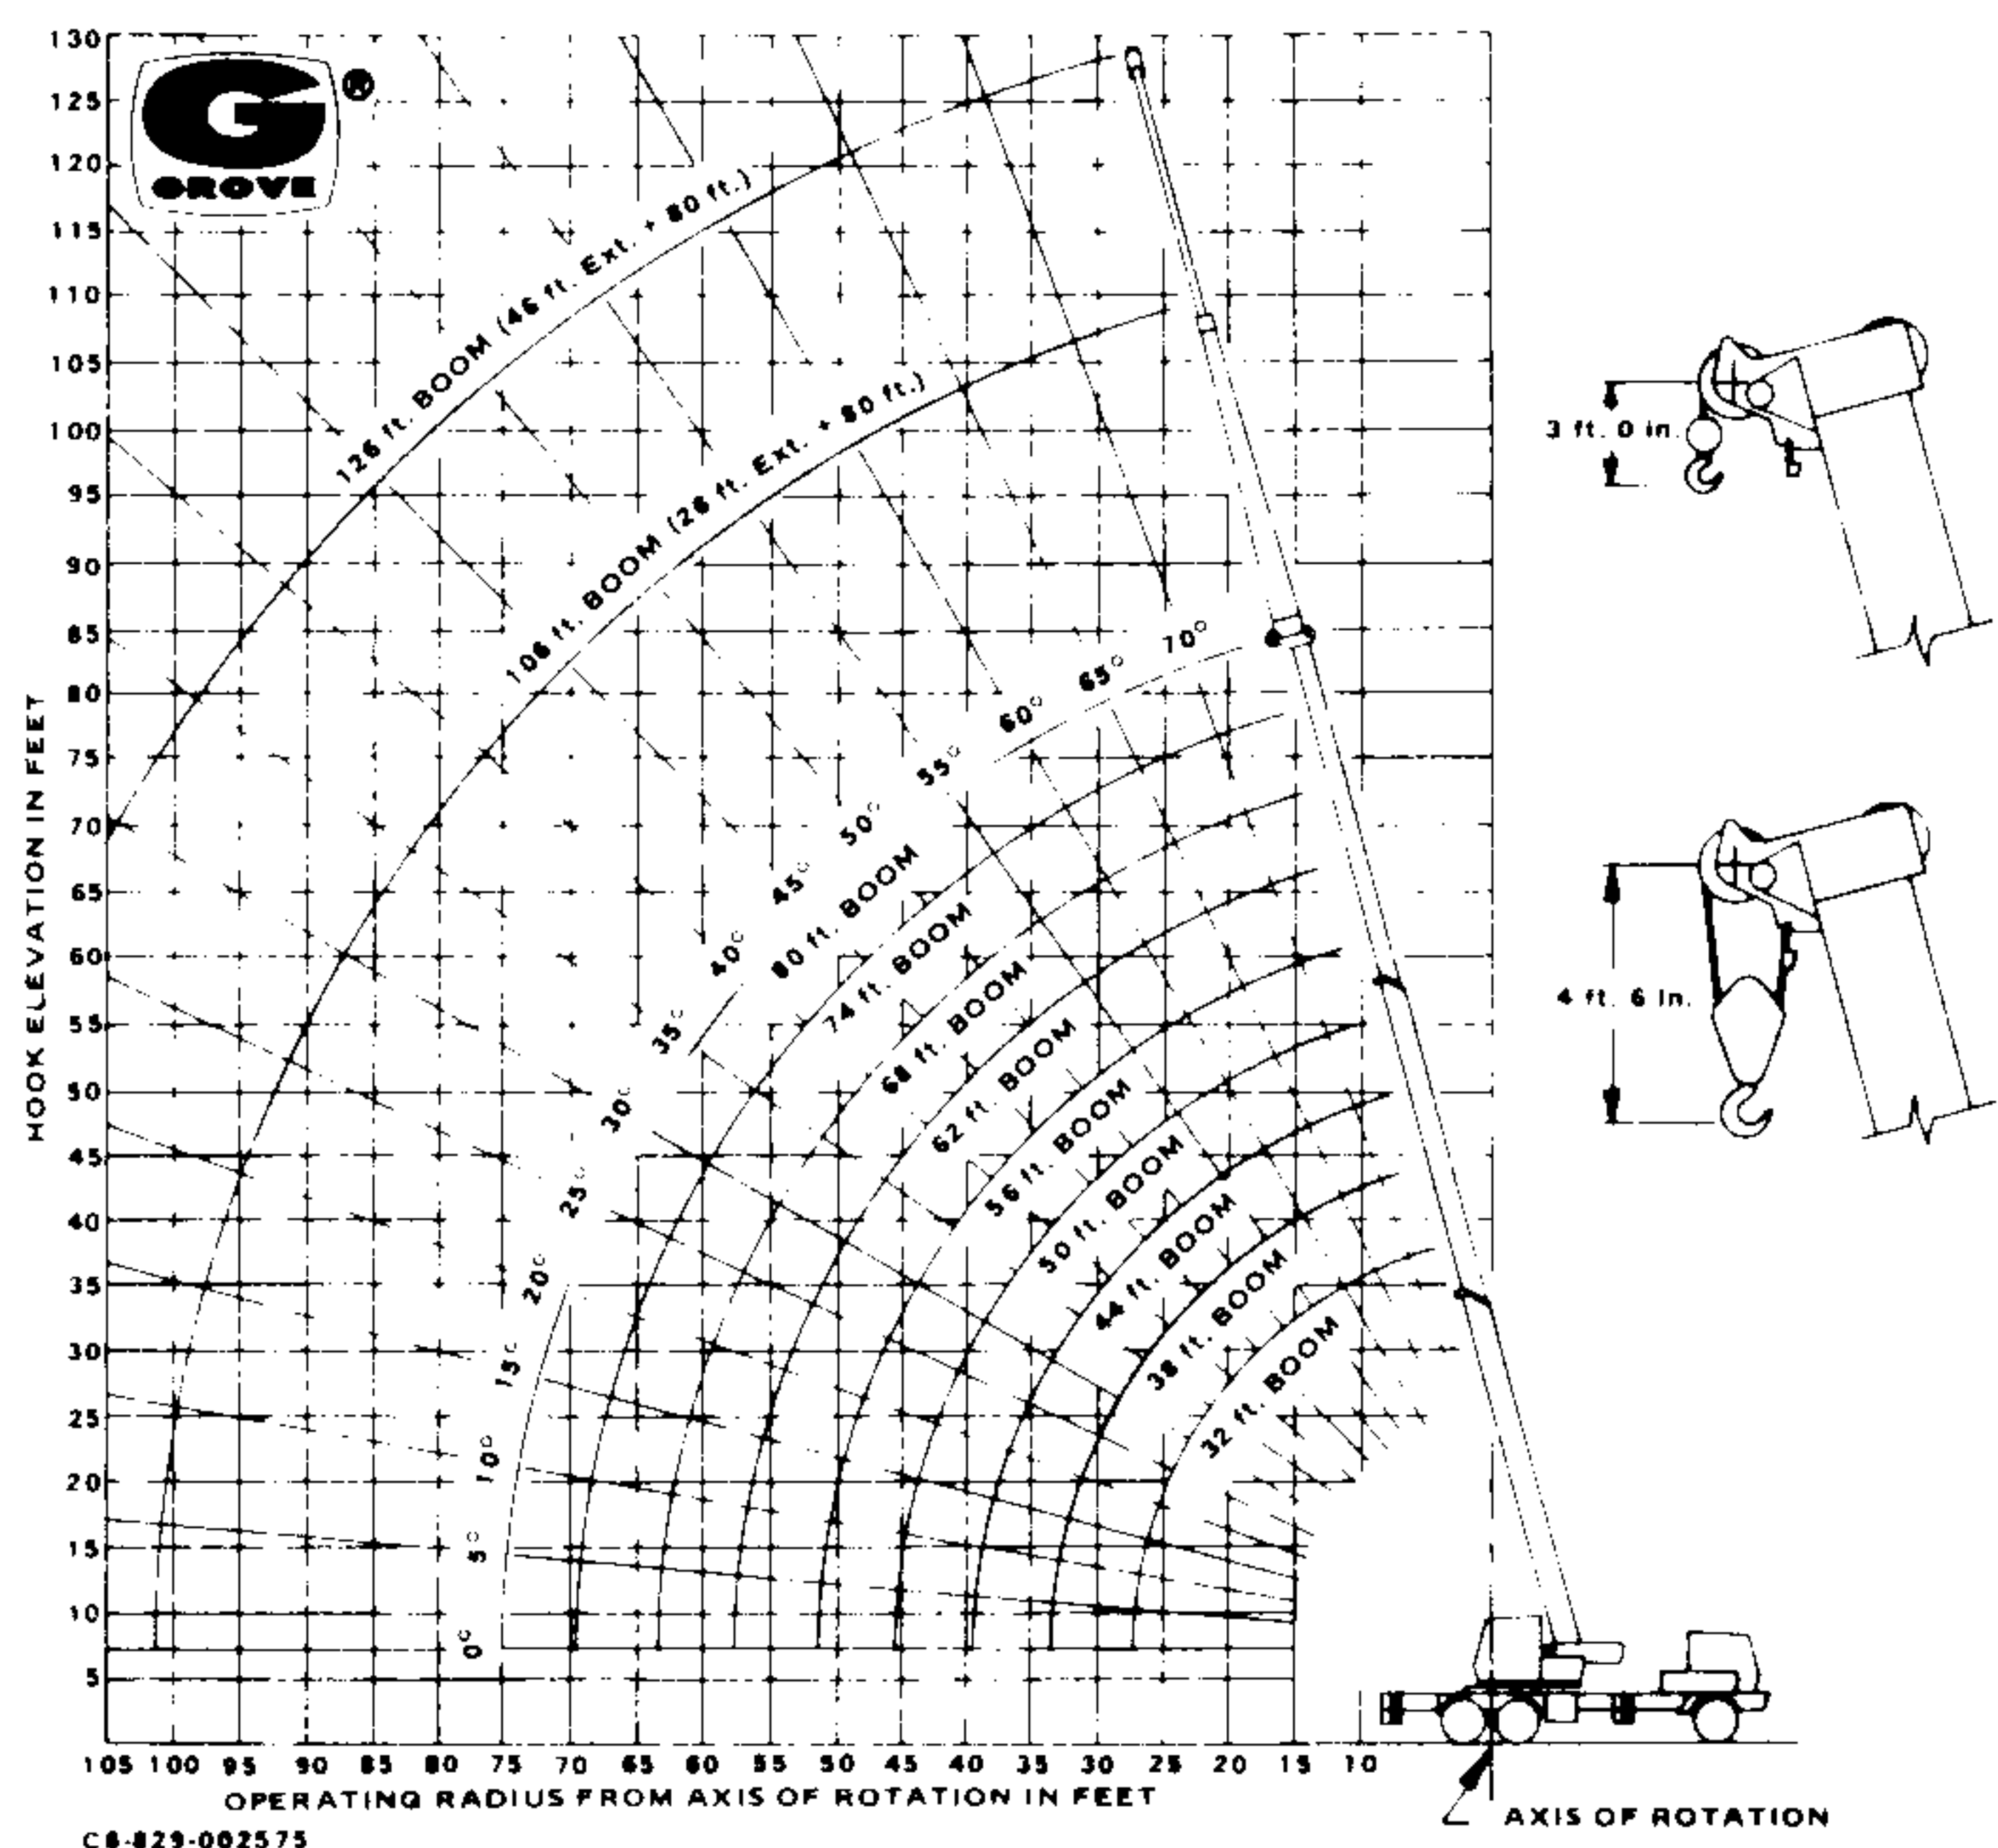 G ®
GROVE
HOOK ELEVATION IN FEET
130
125
120
115
110
105
100
95
90
85
80
75
70
65
60
55
50
45
40
35
30
25
20
15
10
5
126 ft. BOOM (46 ft. Ext. + 80 ft.)
106 ft. BOOM (26 ft. Ext. + 80 ft.)
80 ft. BOOM
74 ft. BOOM
68 ft. BOOM
62 ft. BOOM
56 ft. BOOM
50 ft. BOOM
44 ft. BOOM
38 ft. BOOM
32 ft. BOOM
70°
65°
60°
55°
50°
45°
40°
35°
30°
25°
20°
15°
10°
5°
0°
3 ft. 0 in.
4 ft. 6 in.
105 100 95 90 85 80 75 70 65 60 55 50 45 40 35 30 25 20 15 10
OPERATING RADIUS FROM AXIS OF ROTATION IN FEET
AXIS OF ROTATION
C6-829-002575